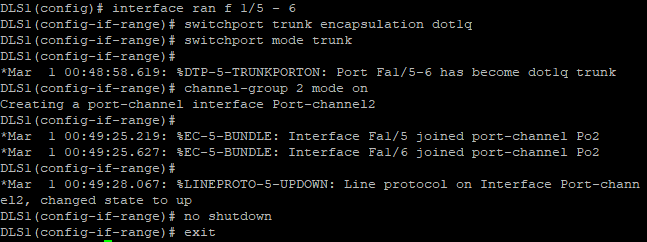 DLS1(config)# interface ran f 1/5 - 6
DLS1(config-if-range)# switchport trunk encapsulation dot1q
DLS1(config-if-range)# switchport mode trunk
DLS1(config-if-range)#
*Mar  1 00:48:58.619: %DTP-5-TRUNKPORTON: Port Fa1/5-6 has become dot1q trunk
DLS1(config-if-range)# channel-group 2 mode on
Creating a port-channel interface Port-channel2
DLS1(config-if-range)#
*Mar  1 00:49:25.219: %EC-5-BUNDLE: Interface Fa1/5 joined port-channel Po2
*Mar  1 00:49:25.627: %EC-5-BUNDLE: Interface Fa1/6 joined port-channel Po2
DLS1(config-if-range)#
*Mar  1 00:49:28.067: %LINEPROTO-5-UPDOWN: Line protocol on Interface Port-chann
el2, changed state to up
DLS1(config-if-range)# no shutdown
DLS1(config-if-range)# exit